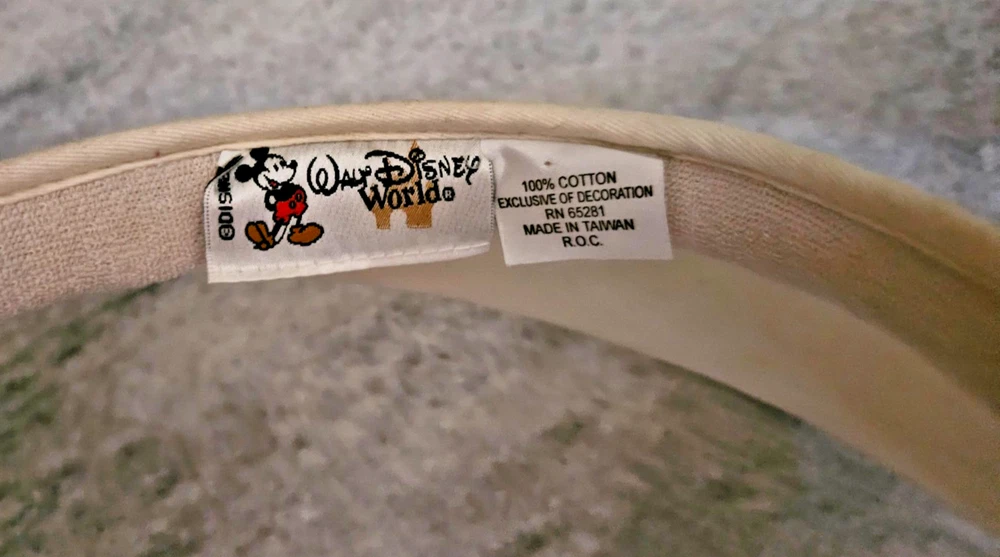 ©DISNEY
Walt Disney
World®
100% COTTON
EXCLUSIVE OF DECORATION
RN 65281
MADE IN TAIWAN
R.O.C.